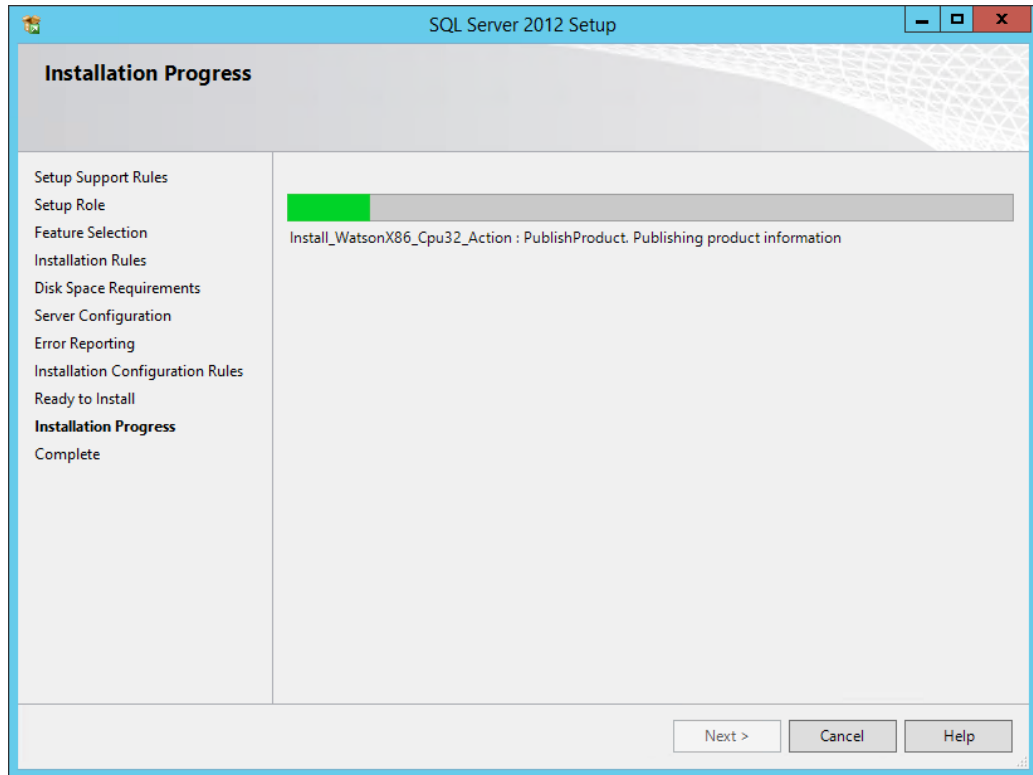 SQL Server 2012 Setup
Installation Progress
Setup Support Rules
Setup Role
Feature Selection
Installation Rules
Disk Space Requirements
Server Configuration
Error Reporting
Installation Configuration Rules
Ready to Install
Installation Progress
Complete
Install_WatsonX86_Cpu32_Action : PublishProduct. Publishing product information
Next >
Cancel
Help